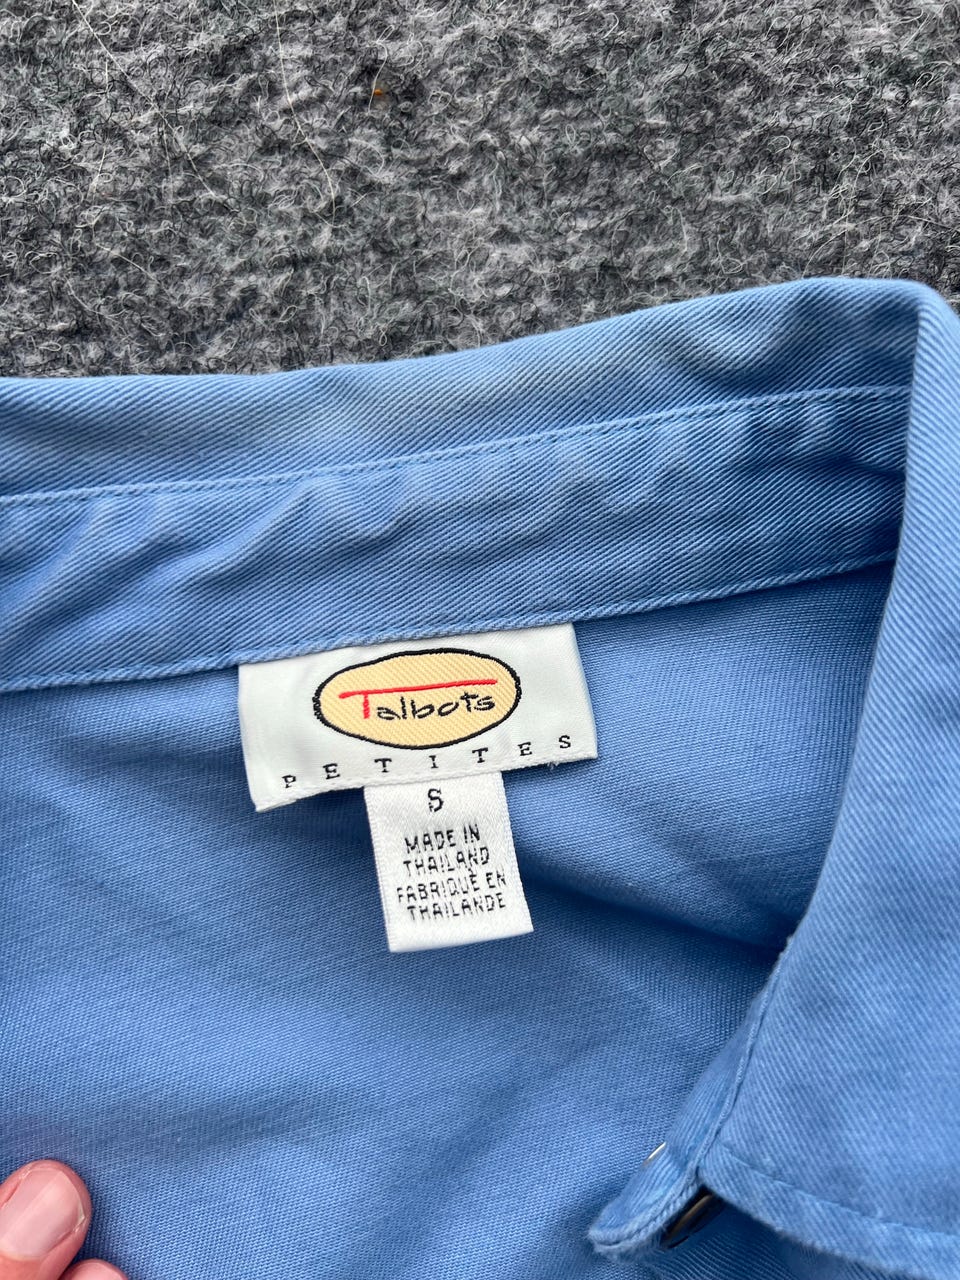 Talbots
PETITES
S
MADE IN
THAILAND
FABRIQUÉ EN
THAILANDE